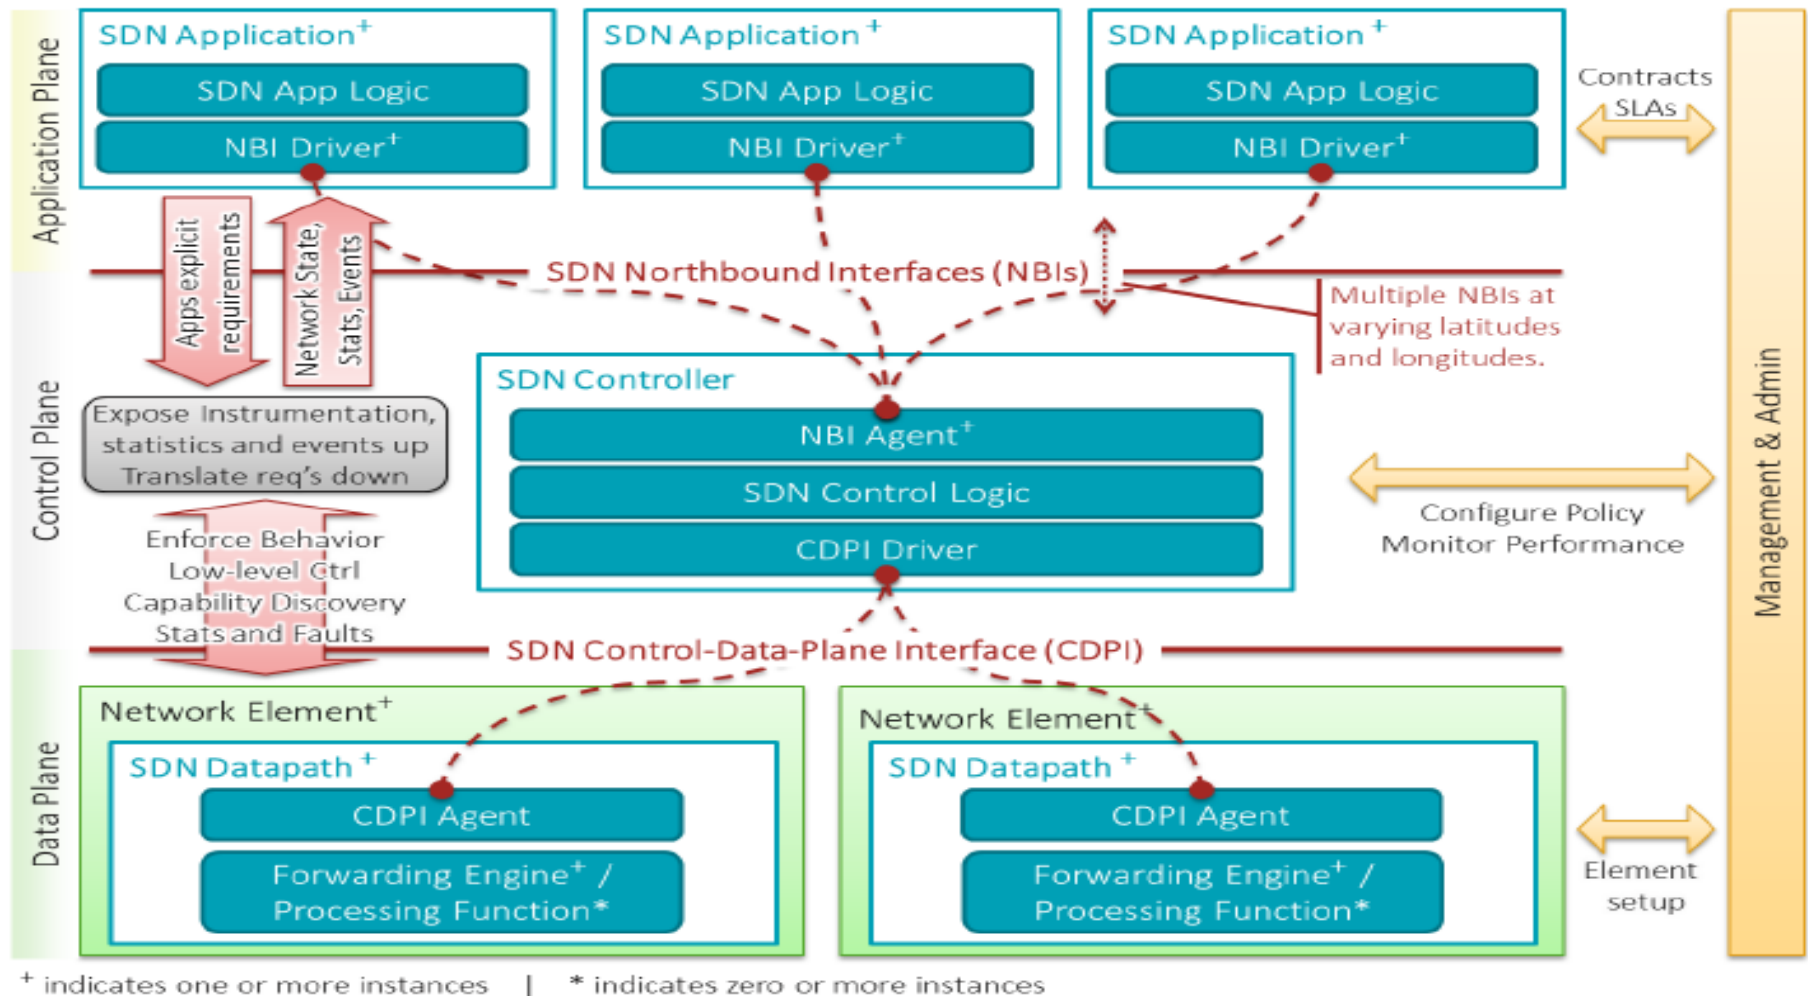 Application Plane
SDN Application+
SDN App Logic
NBI Driver+
SDN Application +
SDN App Logic
NBI Driver+
SDN Application +
SDN App Logic
NBI Driver+
Contracts
SLAs
Apps explicit
requirements
Network State,
Stats, Events
SDN Northbound Interfaces (NBIs)
Multiple NBIs at
varying latitudes
and longitudes.
Control Plane
Expose Instrumentation,
statistics and events up
Translate req's down
SDN Controller
NBI Agent+
SDN Control Logic
CDPI Driver
Configure Policy
Monitor Performance
Management & Admin
Enforce Behavior
Low-level Ctrl
Capability Discovery
Stats and Faults
SDN Control-Data-Plane Interface (CDPI)
Data Plane
Network Element+
SDN Datapath +
CDPI Agent
Forwarding Engine+ /
Processing Function*
Network Element+
SDN Datapath +
CDPI Agent
Forwarding Engine+ /
Processing Function*
Element
setup
+ indicates one or more instances | * indicates zero or more instances